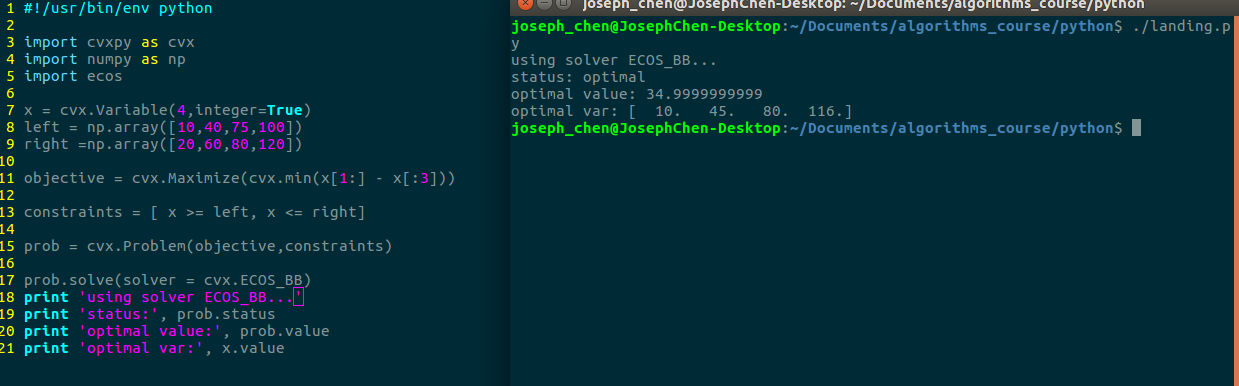 1 #!/usr/bin/env python
2
3 import cvxpy as cvx
4 import numpy as np
5 import ecos
6
7 x = cvx.Variable(4,integer=True)
8 left = np.array([10,40,75,100])
9 right =np.array([20,60,80,120])
10
11 objective = cvx.Maximize(cvx.min(x[1:] - x[:3]))
12
13 constraints = [ x >= left, x <= right]
14
15 prob = cvx.Problem(objective,constraints)
16
17 prob.solve(solver = cvx.ECOS_BB)
18 print 'using solver ECOS_BB...'
19 print 'status:', prob.status
20 print 'optimal value:', prob.value
21 print 'optimal var:', x.value
joseph_chen@JosephChen-Desktop: ~/Documents/algorithms_course/python
joseph_chen@JosephChen-Desktop:~/Documents/algorithms_course/python$ ./landing.p
y
using solver ECOS_BB...
status: optimal
optimal value: 34.9999999999
optimal var: [  10.   45.   80.  116.]
joseph_chen@JosephChen-Desktop:~/Documents/algorithms_course/python$